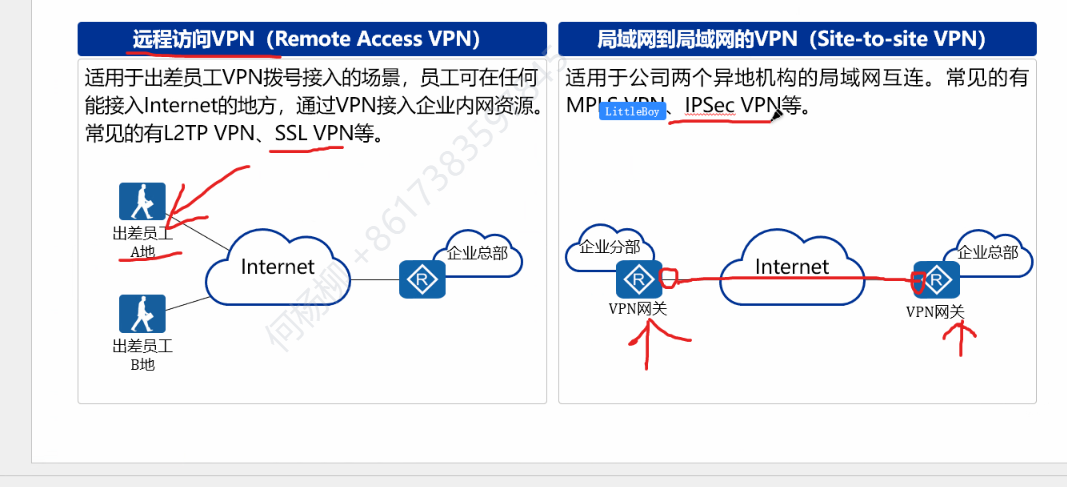 远程访问VPN（Remote Access VPN）
适用于出差员工VPN拨号接入的场景，员工可在任何
能接入Internet的地方，通过VPN接入企业内网资源。
常见的有L2TP VPN、SSL VPN等。
出差员工
A地
Internet
企业总部
R
出差员工
B地
局域网到局域网的VPN（Site-to-site VPN）
适用于公司两个异地机构的局域网互连。常见的有
MPLS VPN、IPSec VPN等。
LittleBoy
企业分部
R
VPN网关
Internet
企业总部
R
VPN网关